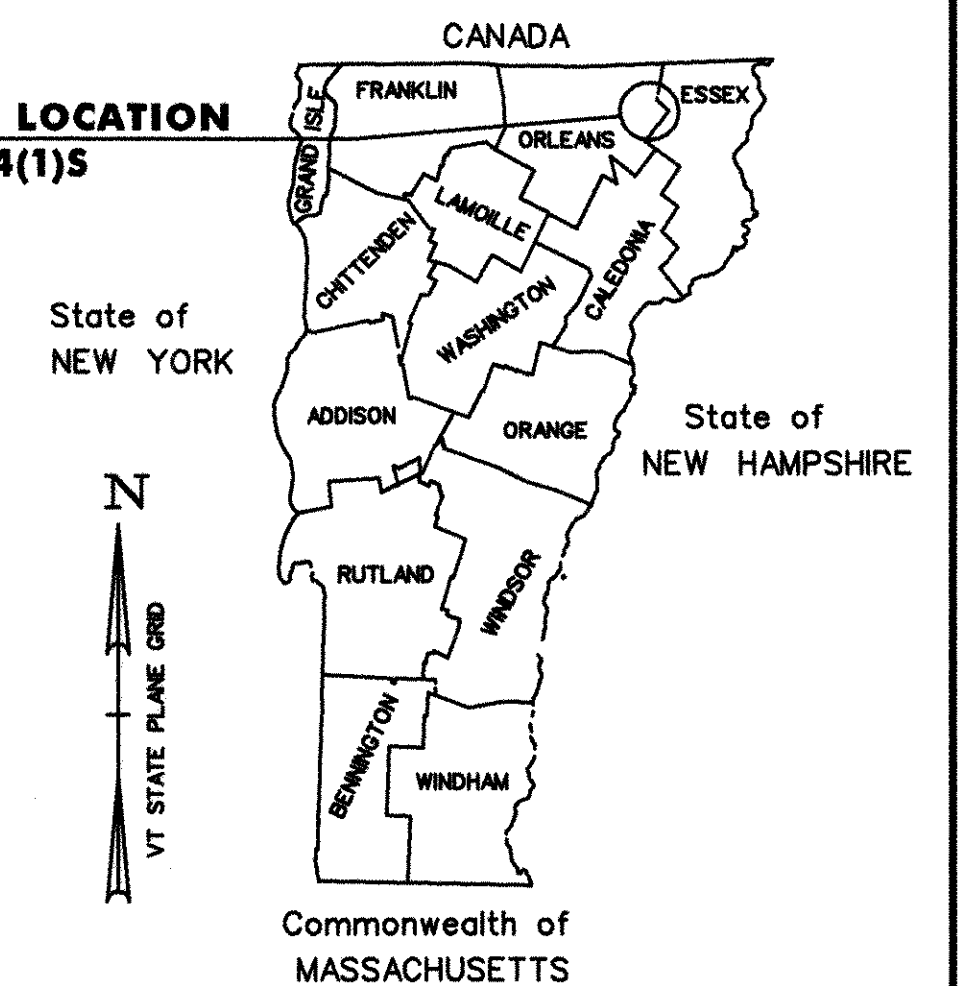 CANADA
FRANKLIN
ESSEX
LOCATION
4(1)S
GRAND ISLE
ORLEANS
LAMOILLE
CHITTENDEN
CALEDONIA
WASHINGTON
State of
NEW YORK
ADDISON
ORANGE
State of
NEW HAMPSHIRE
N
VT STATE PLANE GRID
RUTLAND
WINDSOR
BENNINGTON
WINDHAM
Commonwealth of
MASSACHUSETTS